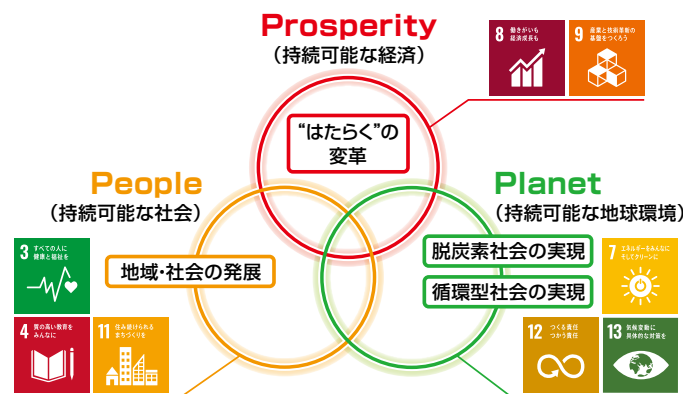 Prosperity
（持続可能な経済）
8 働きがいも
経済成長も
9 産業と技術革新の
基盤をつくろう
“はたらく”の
変革
People
（持続可能な社会）
3 すべての人に
健康と福祉を
地域・社会の発展
4 質の高い教育を
みんなに
11 住み続けられる
まちづくりを
Planet
（持続可能な地球環境）
脱炭素社会の実現
循環型社会の実現
7 エネルギーをみんなに
そしてクリーンに
12 つくる責任
つかう責任
13 気候変動に
具体的な対策を